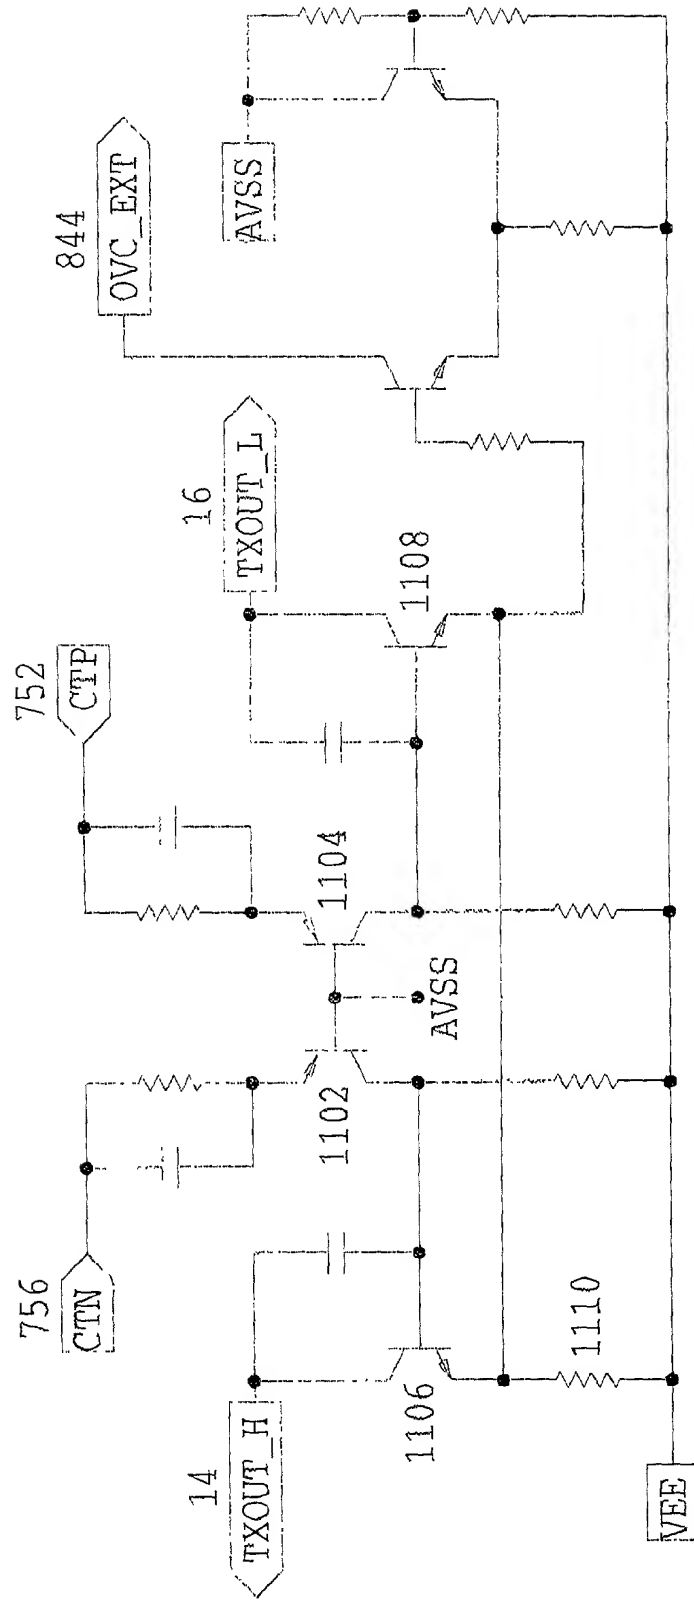 756
CTN
752
CTP
14
TXOUT_H
16
TXOUT_L
844
OVC_EXT
AVSS
1102
1104
AVSS
1106
1108
1110
VEE